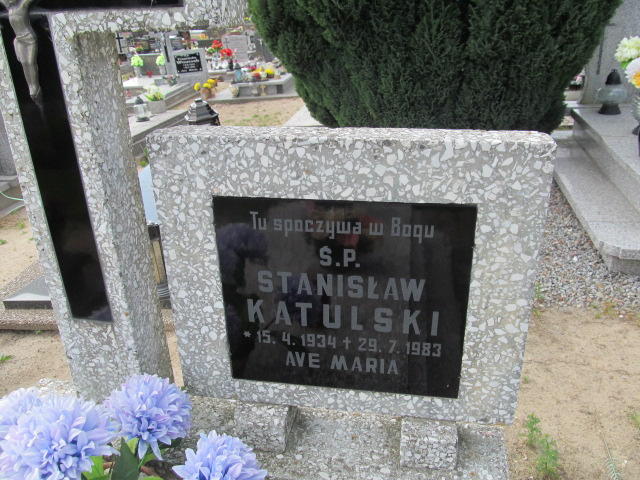 Tu spoczywa w Bogu
Ś.P.
STANISŁAW
KATULSKI
* 15. 4. 1934 + 29. 7. 1983
AVE MARIA